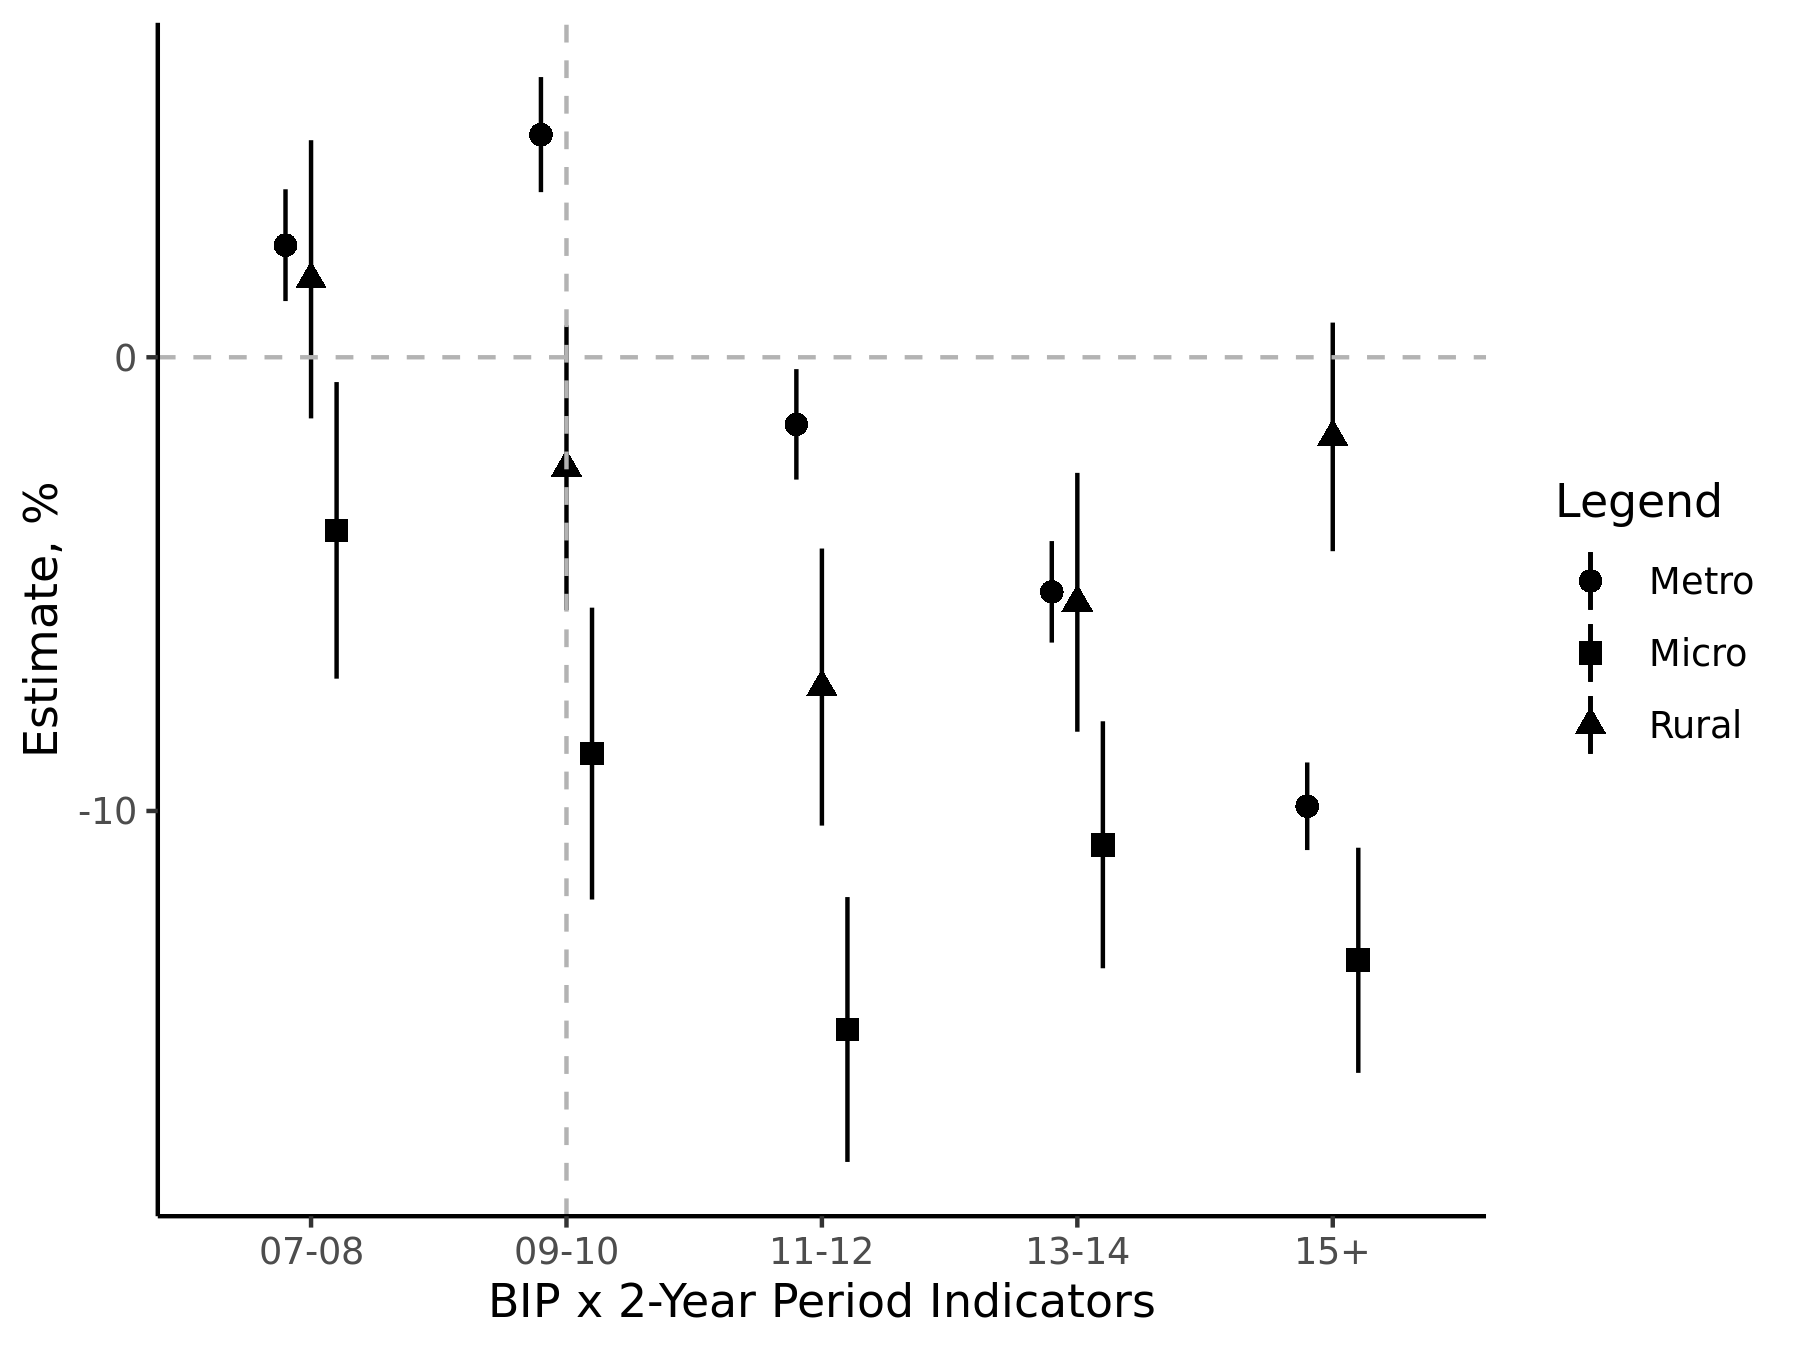 Estimate, %
0
-10
07-08
09-10
11-12
13-14
15+
BIP x 2-Year Period Indicators
Legend
Metro
Micro
Rural